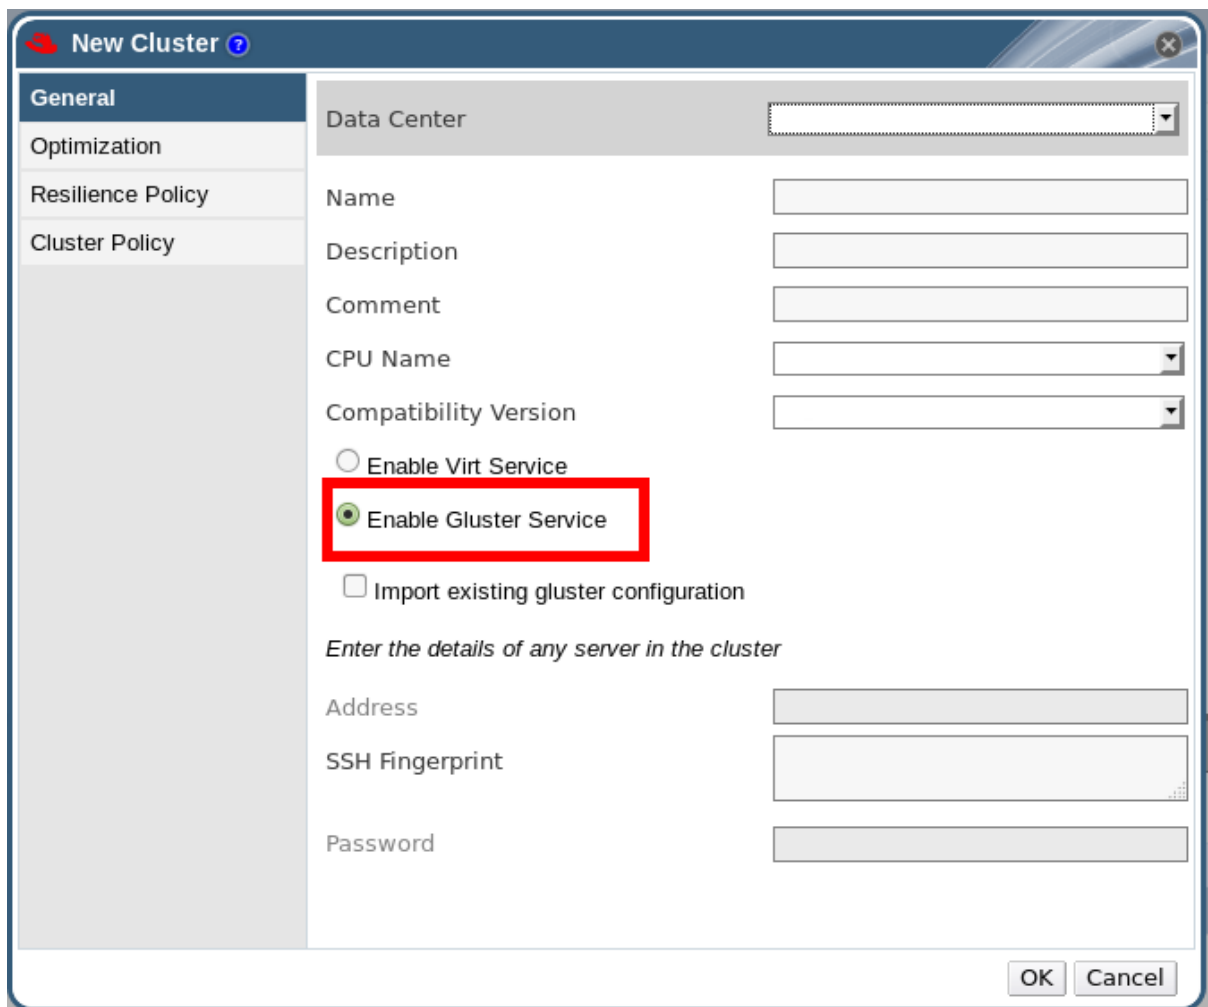 New Cluster ?
General
Optimization
Resilience Policy
Cluster Policy
Data Center
Name
Description
Comment
CPU Name
Compatibility Version
Enable Virt Service
Enable Gluster Service
Import existing gluster configuration
Enter the details of any server in the cluster
Address
SSH Fingerprint
Password
OK Cancel